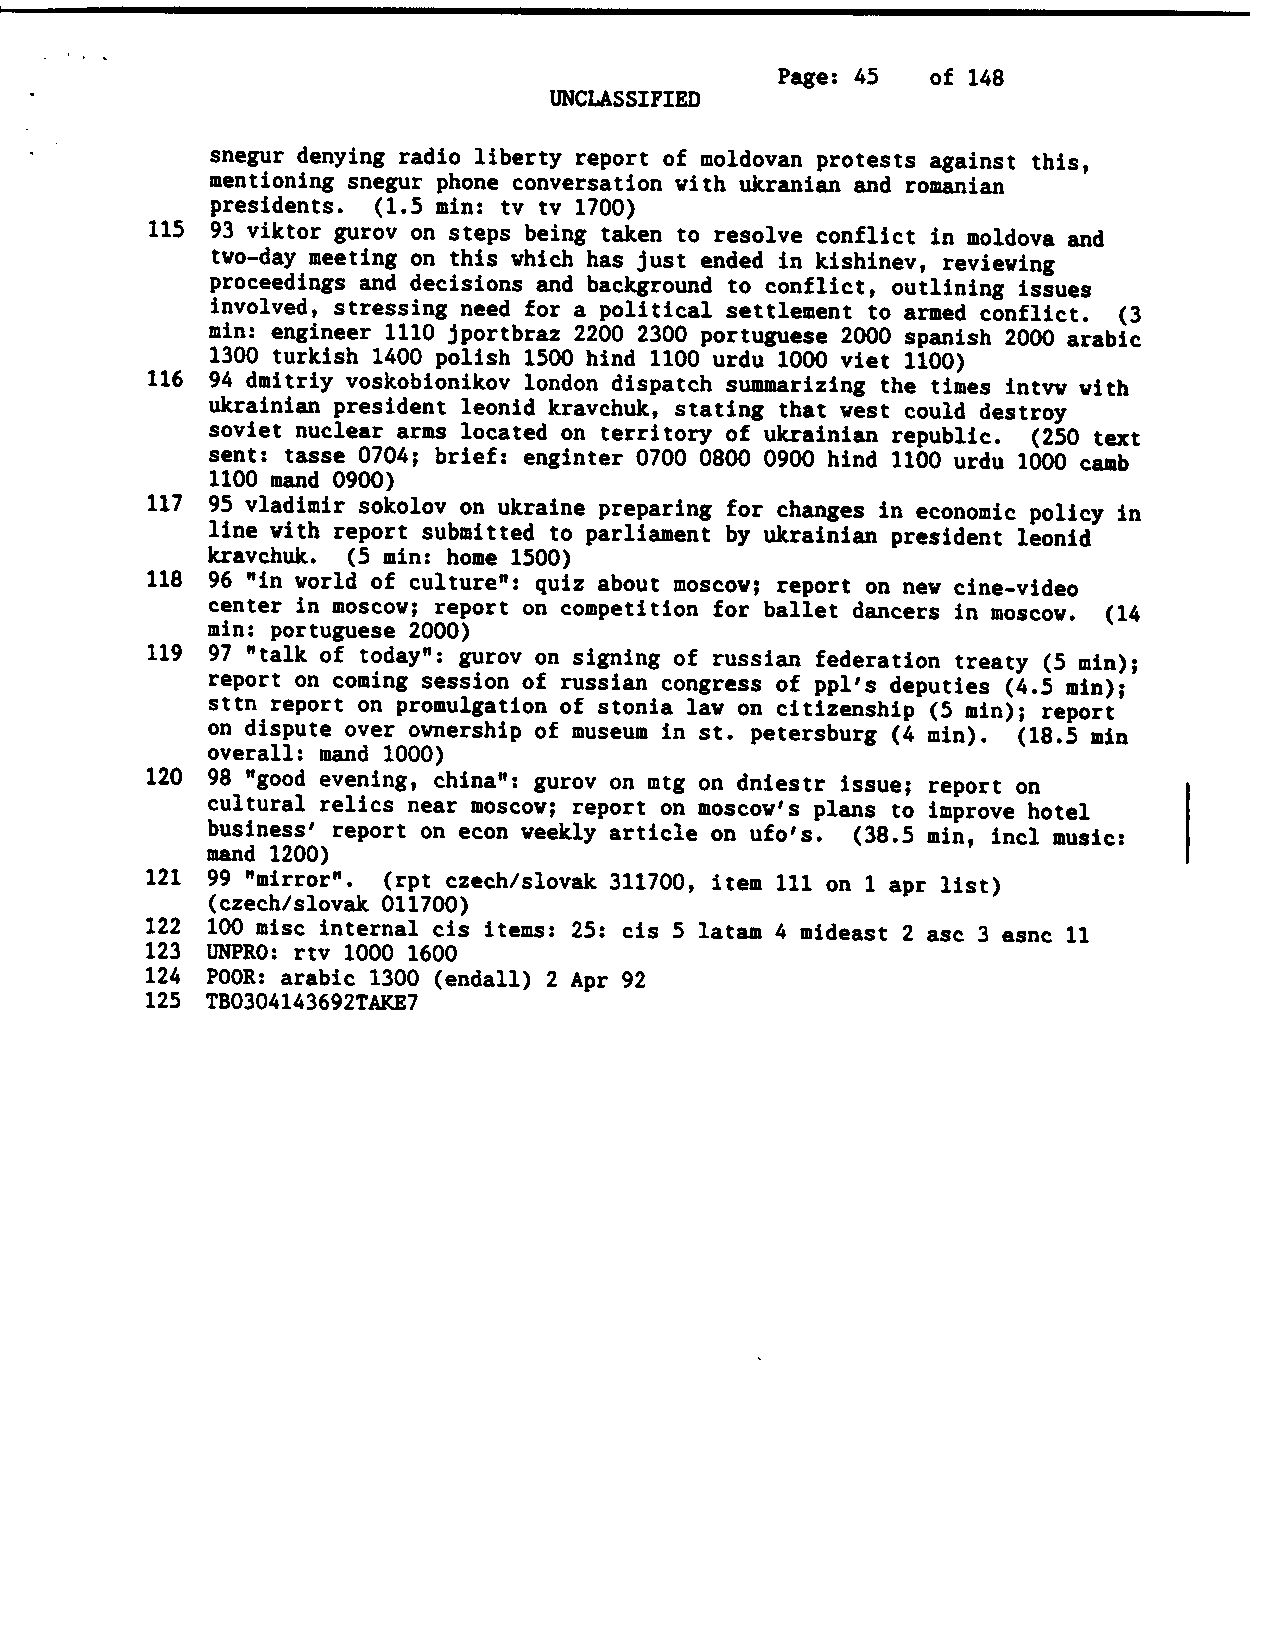 Page: 45 of 148
UNCLASSIFIED
snegur denying radio liberty report of moldovan protests against this,
mentioning snegur phone conversation with ukranian and romanian
presidents. (1.5 min: tv tv 1700)
115 93 viktor gurov on steps being taken to resolve conflict in moldova and
two-day meeting on this which has just ended in kishinev, reviewing
proceedings and decisions and background to conflict, outlining issues
involved, stressing need for a political settlement to armed conflict. (3
min: engineer 1110 jportbraz 2200 2300 portuguese 2000 spanish 2000 arabic
1300 turkish 1400 polish 1500 hind 1100 urdu 1000 viet 1100)
116 94 dmitriy voskobionikov london dispatch summarizing the times intvw with
ukrainian president leonid kravchuk, stating that west could destroy
soviet nuclear arms located on territory of ukrainian republic. (250 text
sent: tasse 0704; brief: enginter 0700 0800 0900 hind 1100 urdu 1000 camb
1100 mand 0900)
117 95 vladimir sokolov on ukraine preparing for changes in economic policy in
line with report submitted to parliament by ukrainian president leonid
kravchuk. (5 min: home 1500)
118 96 "in world of culture": quiz about moscow; report on new cine-video
center in moscow; report on competition for ballet dancers in moscow. (14
min: portuguese 2000)
119 97 "talk of today": gurov on signing of russian federation treaty (5 min);
report on coming session of russian congress of ppl's deputies (4.5 min);
sttn report on promulgation of stonia law on citizenship (5 min); report
on dispute over ownership of museum in st. petersburg (4 min). (18.5 min
overall: mand 1000)
120 98 "good evening, china": gurov on mtg on dniestr issue; report on
cultural relics near moscow; report on moscow's plans to improve hotel
business' report on econ weekly article on ufo's. (38.5 min, incl music:
mand 1200)
121 99 "mirror". (rpt czech/slovak 311700, item 111 on 1 apr list)
(czech/slovak 011700)
122 100 misc internal cis items: 25: cis 5 latam 4 mideast 2 asc 3 asnc 11
123 UNPRO: rtv 1000 1600
124 POOR: arabic 1300 (endall) 2 Apr 92
125 TB0304143692TAKE7